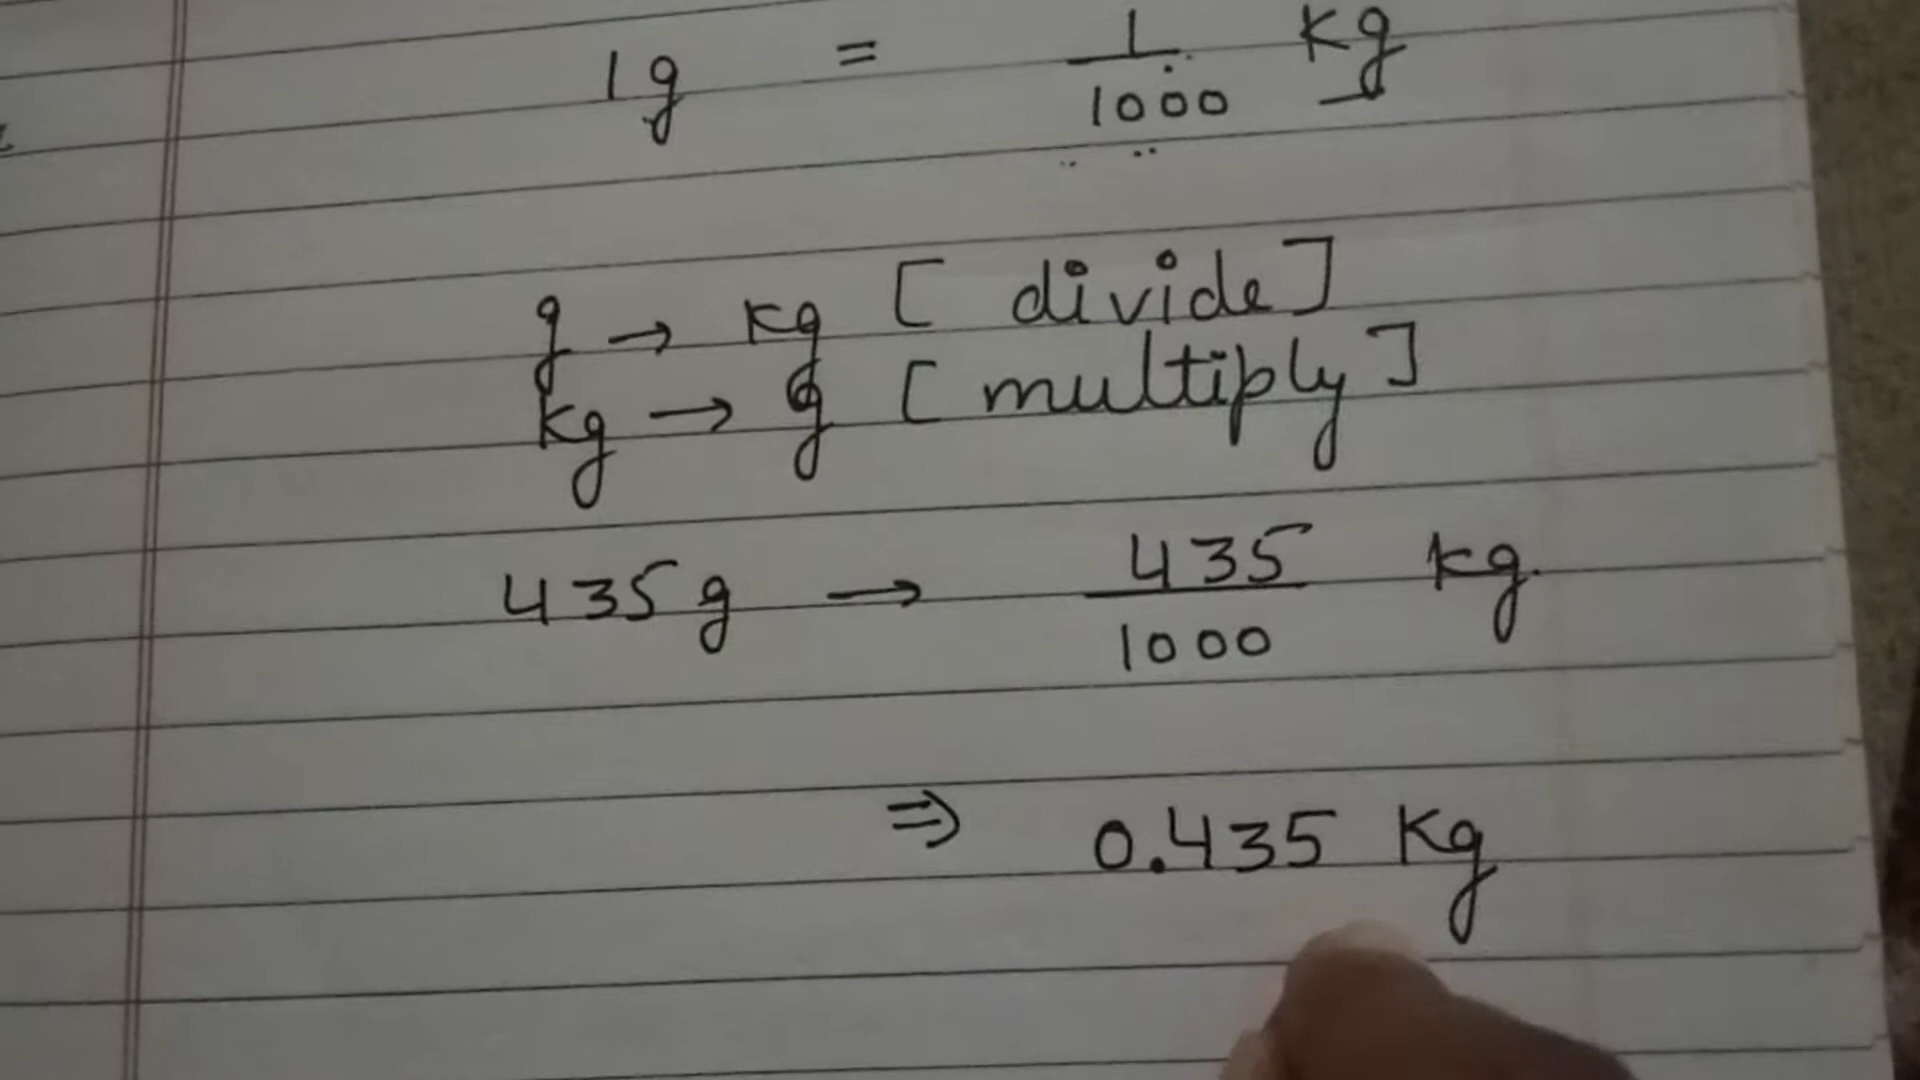 1g = 1/1000 kg
g → kg [divide]
kg → g [multiply]
435g → 435/1000 kg.
⇒ 0.435 kg